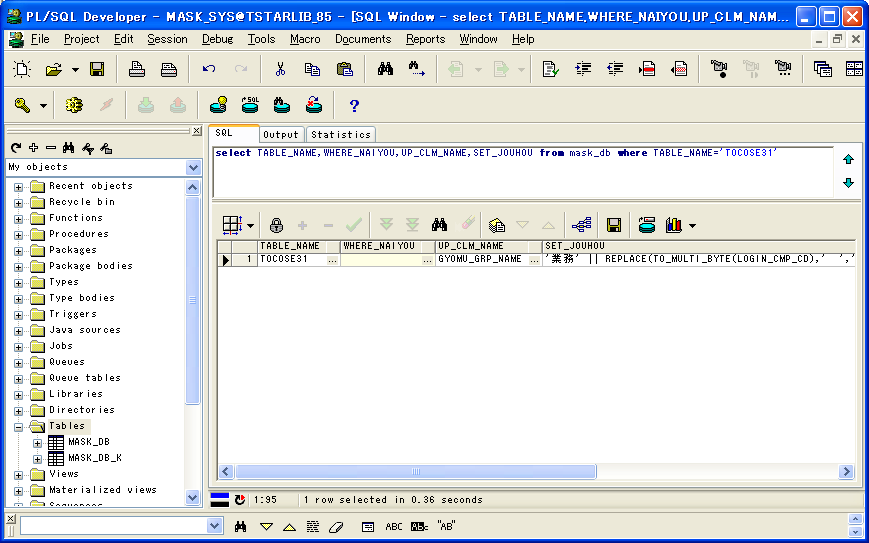 PL/SQL Developer - MASK_SYS@TSTARLIB_85 - [SQL Window - select TABLE_NAME,WHERE_NAIYOU,UP_CLM_NAM...
File Project Edit Session Debug Tools Macro Documents Reports Window Help
SQL Output Statistics
select TABLE_NAME,WHERE_NAIYOU,UP_CLM_NAME,SET_JOUHOU from mask_db where TABLE_NAME='TOCOSE31'
My objects
Recent objects
Recycle bin
Functions
Procedures
Packages
Package bodies
Types
Type bodies
Triggers
Java sources
Jobs
Queues
Queue tables
Libraries
Directories
Tables
MASK_DB
MASK_DB_K
Views
Materialized views
Sequences
TABLE_NAME WHERE_NAIYOU UP_CLM_NAME SET_JOUHOU
1 TOCOSE31 ... ... GYOMU_GRP_NAME ... '業務' || REPLACE(TO_MULTI_BYTE(LOGIN_CMP_CD),'　','
1:95 1 row selected in 0.36 seconds
ABC AB "AB"